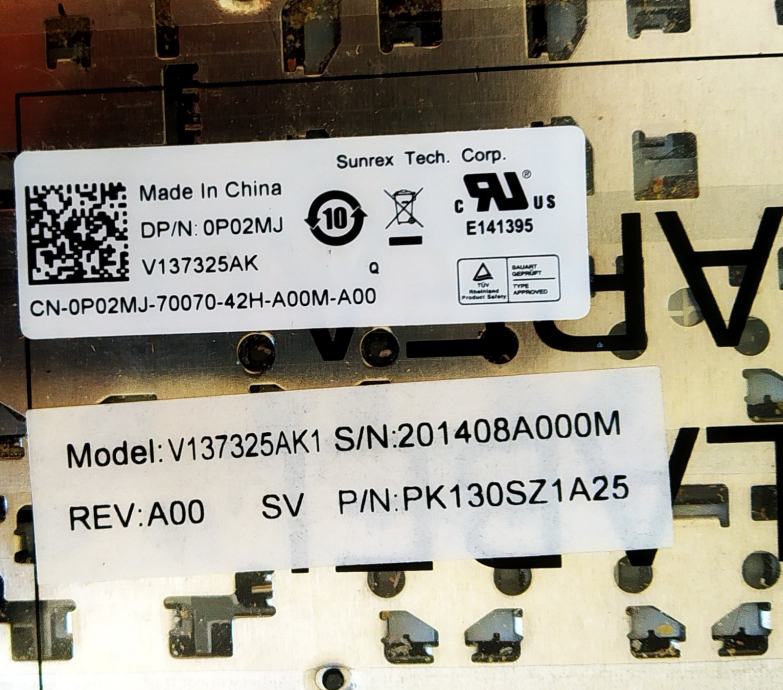 Sunrex Tech. Corp.
Made In China
DP/N: 0P02MJ
V137325AK
Q
CN-0P02MJ-70070-42H-A00M-A00
10
c RU ® US
E141395
TÜV
Rheinland
Product Safety
BAUART
GEPRÜFT
TYPE
APPROVED
Model:V137325AK1 S/N:201408A000M
REV:A00 SV P/N:PK130SZ1A25